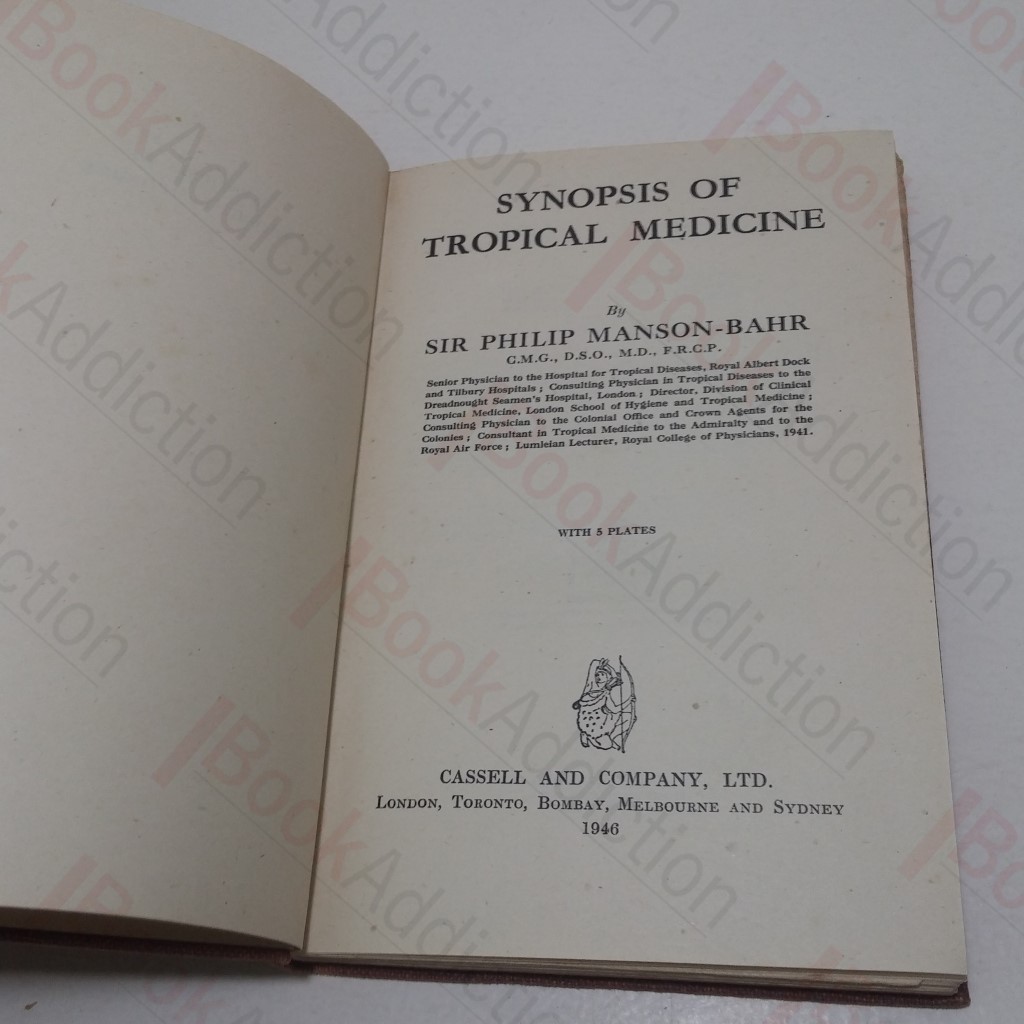 SYNOPSIS OF
TROPICAL MEDICINE
By
SIR PHILIP MANSON-BAHR
C.M.G., D.S.O., M.D., F.R.C.P.
Senior Physician to the Hospital for Tropical Diseases, Royal Albert Dock
and Tilbury Hospitals ; Consulting Physician in Tropical Diseases to the
Dreadnought Seamen's Hospital, London ; Director, Division of Clinical
Tropical Medicine, London School of Hygiene and Tropical Medicine ;
Consulting Physician to the Colonial Office and Crown Agents for the
Colonies ; Consultant in Tropical Medicine to the Admiralty and to the
Royal Air Force ; Lumleian Lecturer, Royal College of Physicians, 1941.
WITH 5 PLATES
CASSELL AND COMPANY, LTD.
LONDON, TORONTO, BOMBAY, MELBOURNE AND SYDNEY
1946
BookAddiction